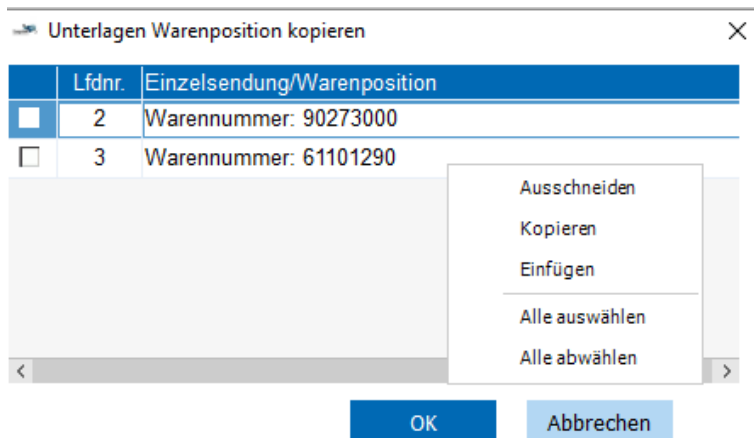 Unterlagen Warenposition kopieren
Lfdnr. Einzelsendung/Warenposition
2 Warennummer: 90273000
3 Warennummer: 61101290
Ausschneiden
Kopieren
Einfügen
Alle auswählen
Alle abwählen
OK Abbrechen